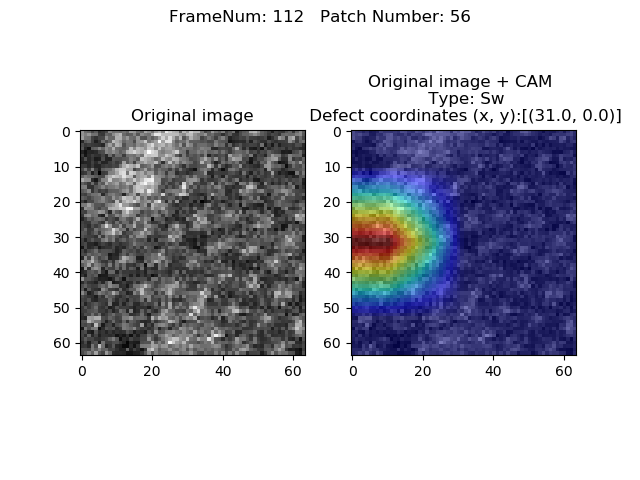 FrameNum: 112   Patch Number: 56
Original image
0
10
20
30
40
50
60
0 20 40 60
Original image + CAM
Type: Sw
Defect coordinates (x, y):[(31.0, 0.0)]
0
10
20
30
40
50
60
0 20 40 60